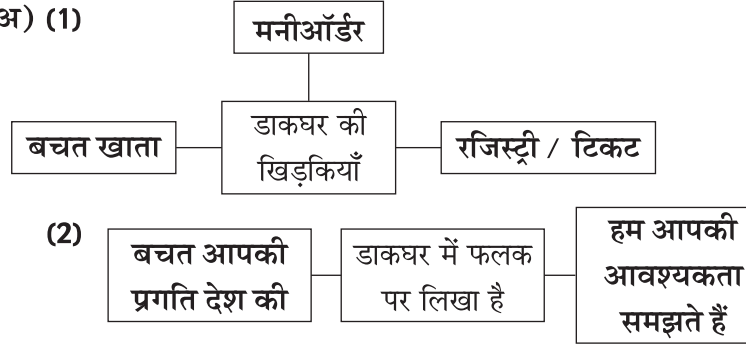 अ) (1)
मनीऑर्डर
बचत खाता
डाकघर की
खिड़कियाँ
रजिस्ट्री / टिकट
(2)
बचत आपकी
प्रगति देश की
डाकघर में फलक
पर लिखा है
हम आपकी
आवश्यकता
समझते हैं